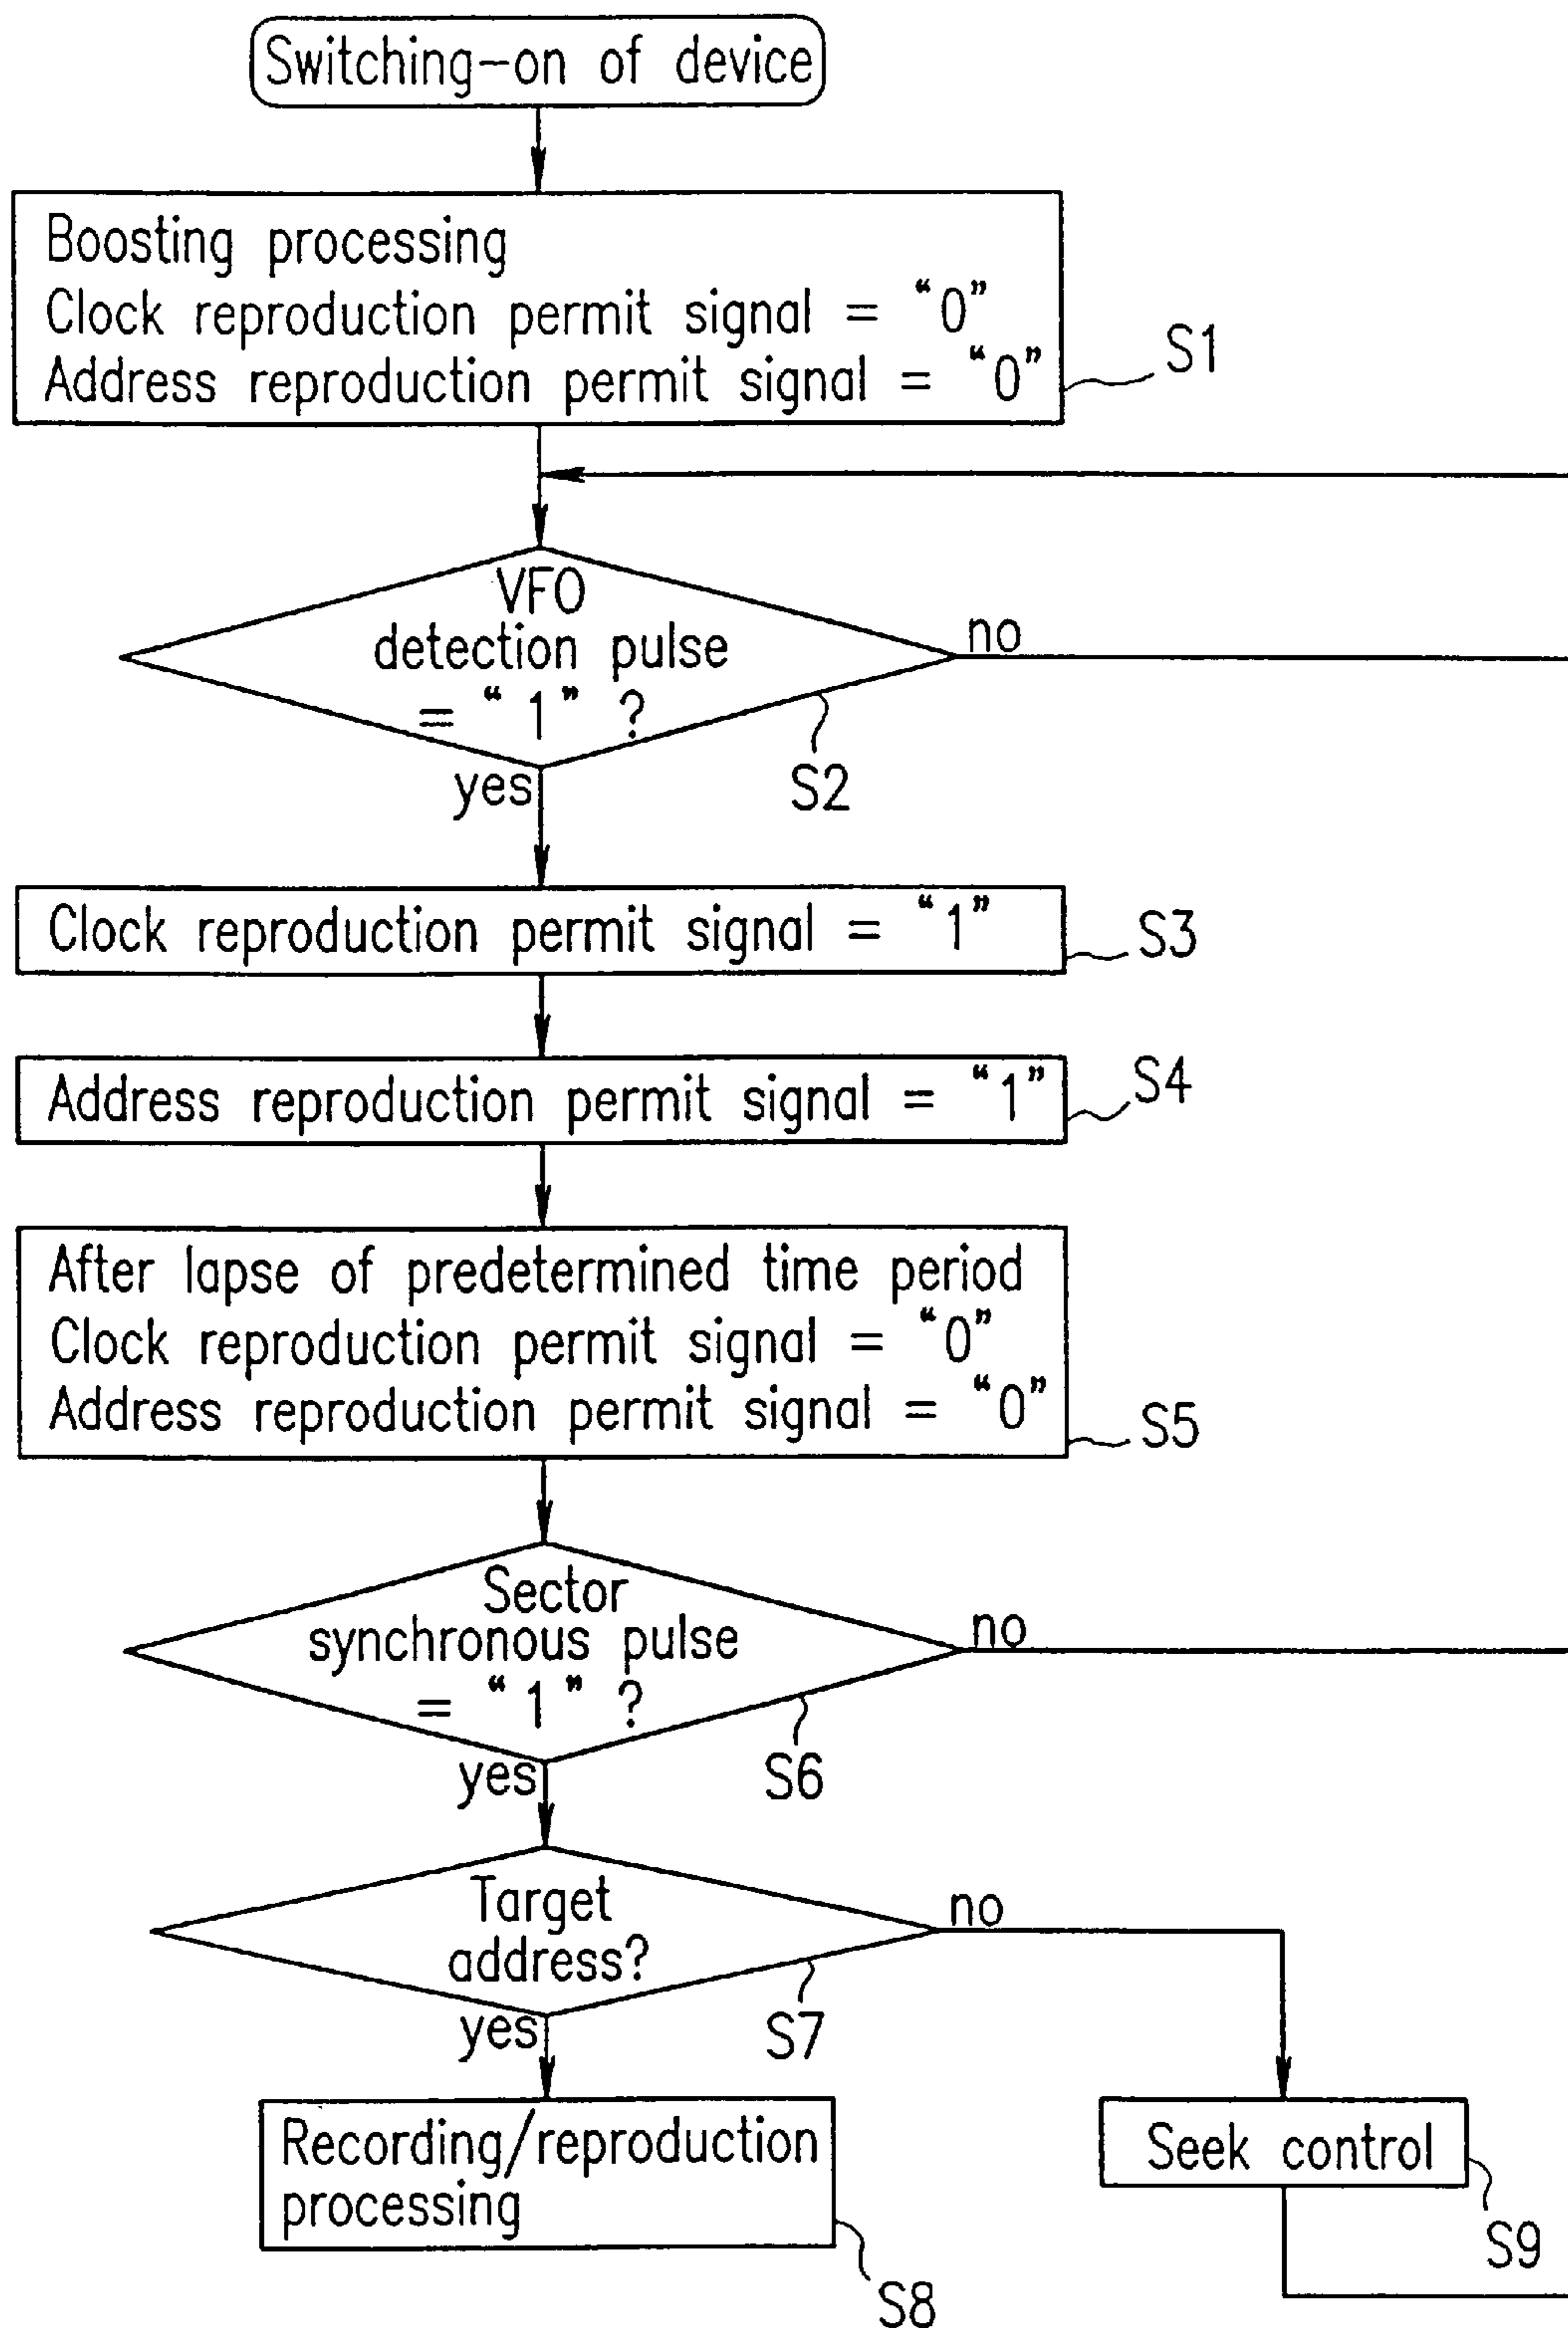 Switching-on of device
Boosting processing
Clock reproduction permit signal = “0”
Address reproduction permit signal = “0”
S1
VFO
detection pulse
= “1” ?
no
yes
S2
Clock reproduction permit signal = “1”
S3
Address reproduction permit signal = “1”
S4
After lapse of predetermined time period
Clock reproduction permit signal = “0”
Address reproduction permit signal = “0”
S5
Sector
synchronous pulse
= “1” ?
no
yes
S6
Target
address?
no
yes
S7
Recording/reproduction
processing
S8
Seek control
S9